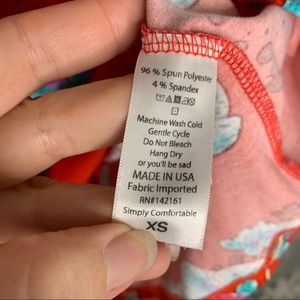 96 % Spun Polyester
4 % Spandex
Machine Wash Cold
Gentle Cycle
Do Not Bleach
Hang Dry
or you'll be sad
MADE IN USA
Fabric Imported
RN#142161
Simply Comfortable
XS